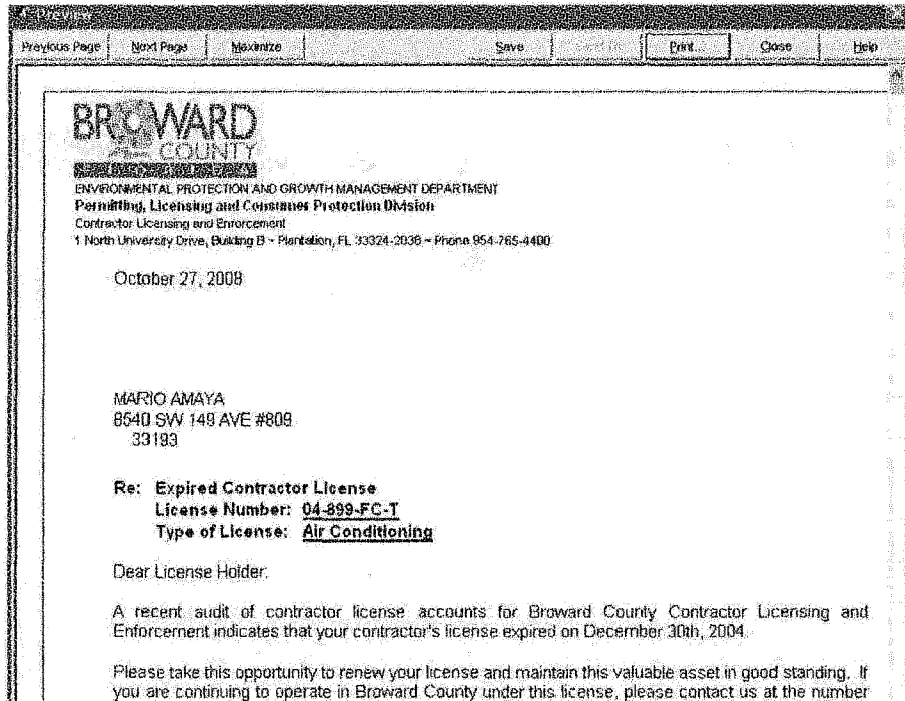 Preview
Previous Page Next Page Maximize Save Print... Close Help
BROWARD
COUNTY
ENVIRONMENTAL PROTECTION AND GROWTH MANAGEMENT DEPARTMENT
Permitting, Licensing and Consumer Protection Division
Contractor Licensing and Enforcement
1 North University Drive, Building B ~ Plantation, FL 33324-2038 ~ Phone 954-765-4400
October 27, 2008
MARIO AMAYA
8540 SW 149 AVE #809
33193
Re: Expired Contractor License
License Number: 04-899-FC-T
Type of License: Air Conditioning
Dear License Holder:
A recent audit of contractor license accounts for Broward County Contractor Licensing and
Enforcement indicates that your contractor's license expired on December 30th, 2004.
Please take this opportunity to renew your license and maintain this valuable asset in good standing. If
you are continuing to operate in Broward County under this license, please contact us at the number